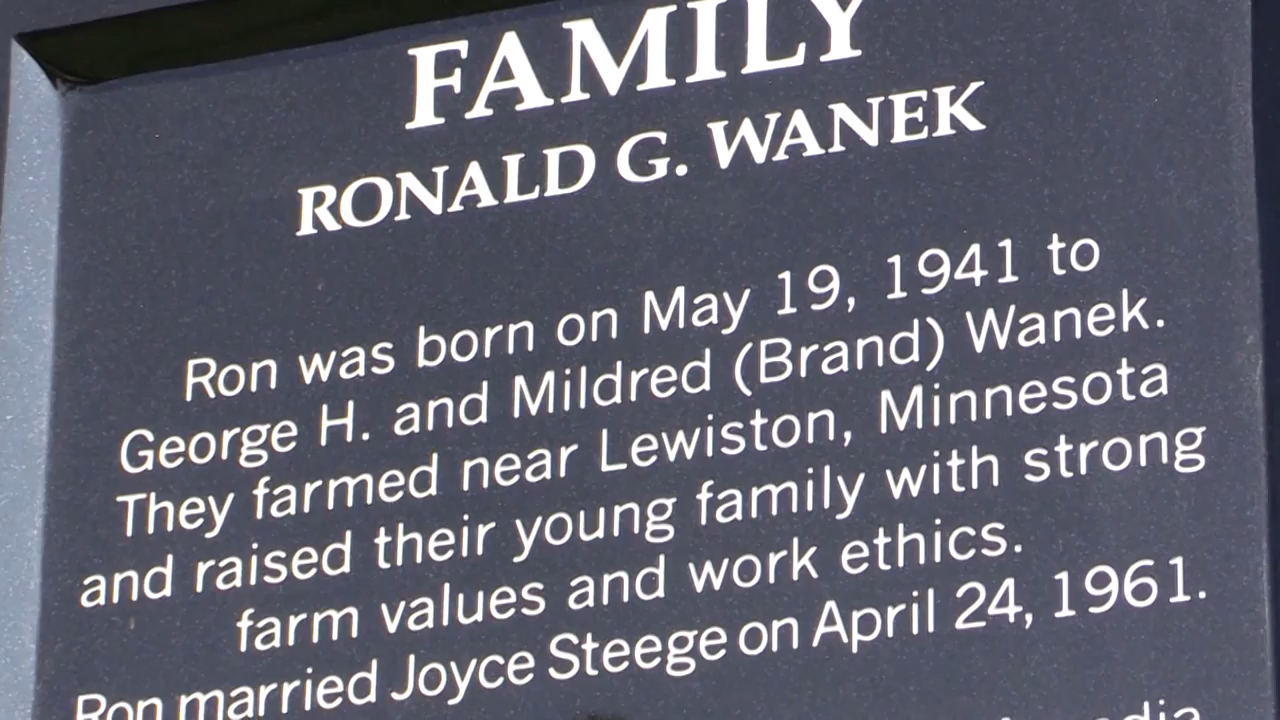 FAMILY
RONALD G. WANEK
Ron was born on May 19, 1941 to
George H. and Mildred (Brand) Wanek.
They farmed near Lewiston, Minnesota
and raised their young family with strong
farm values and work ethics.
Ron married Joyce Steege on April 24, 1961.